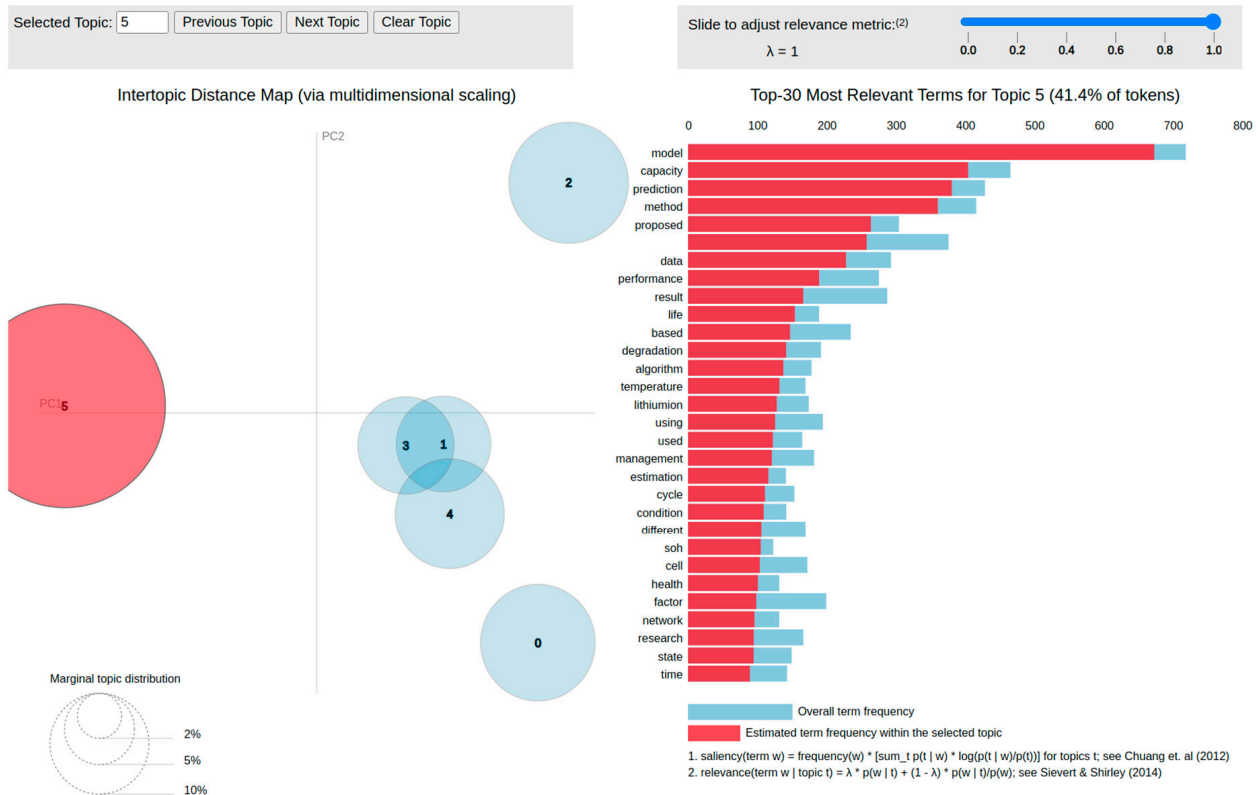 Selected Topic: 5 Previous Topic Next Topic Clear Topic
Slide to adjust relevance metric:(2)
λ = 1
0.0 0.2 0.4 0.6 0.8 1.0
Intertopic Distance Map (via multidimensional scaling)
PC2
PC1
2
5
3
1
4
0
Marginal topic distribution
2%
5%
10%
Top-30 Most Relevant Terms for Topic 5 (41.4% of tokens)
0 100 200 300 400 500 600 700 800
model
capacity
prediction
method
proposed
data
performance
result
life
based
degradation
algorithm
temperature
lithiumion
using
used
management
estimation
cycle
condition
different
soh
cell
health
factor
network
research
state
time
Overall term frequency
Estimated term frequency within the selected topic
1. saliency(term w) = frequency(w) * [sum_t p(t | w) * log(p(t | w)/p(t))] for topics t; see Chuang et. al (2012)
2. relevance(term w | topic t) = λ * p(w | t) + (1 - λ) * p(w | t)/p(w); see Sievert & Shirley (2014)